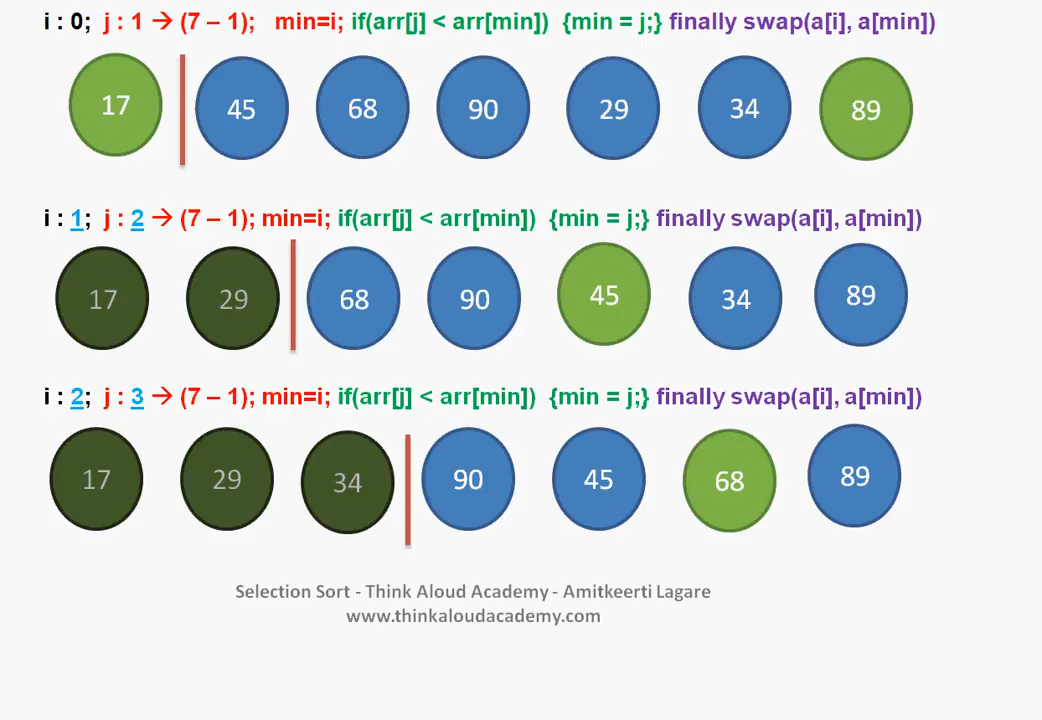 i : 0; j : 1 → (7 – 1); min=i; if(arr[j] < arr[min]) {min = j;} finally swap(a[i], a[min])
17 45 68 90 29 34 89
i : 1; j : 2 → (7 – 1); min=i; if(arr[j] < arr[min]) {min = j;} finally swap(a[i], a[min])
17 29 68 90 45 34 89
i : 2; j : 3 → (7 – 1); min=i; if(arr[j] < arr[min]) {min = j;} finally swap(a[i], a[min])
17 29 34 90 45 68 89
Selection Sort - Think Aloud Academy - Amitkeerti Lagare
www.thinkaloudacademy.com